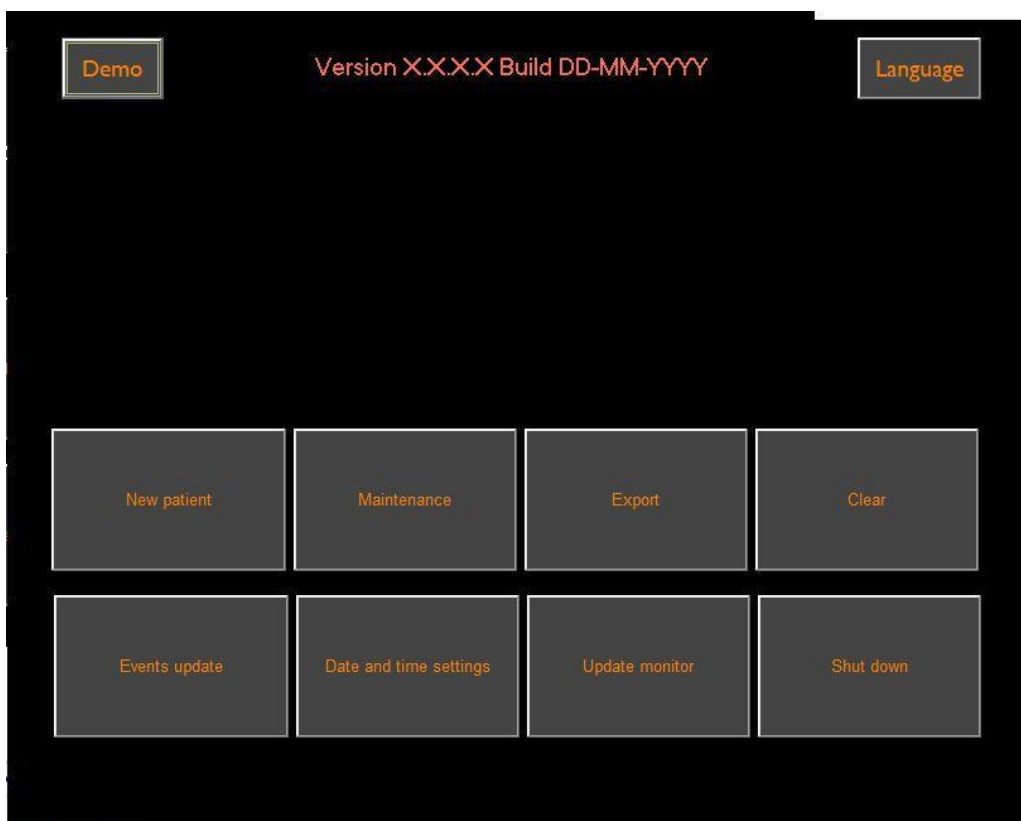 Demo
Version X.X.X.X Build DD-MM-YYYY
Language
New patient
Maintenance
Export
Clear
Events update
Date and time settings
Update monitor
Shut down